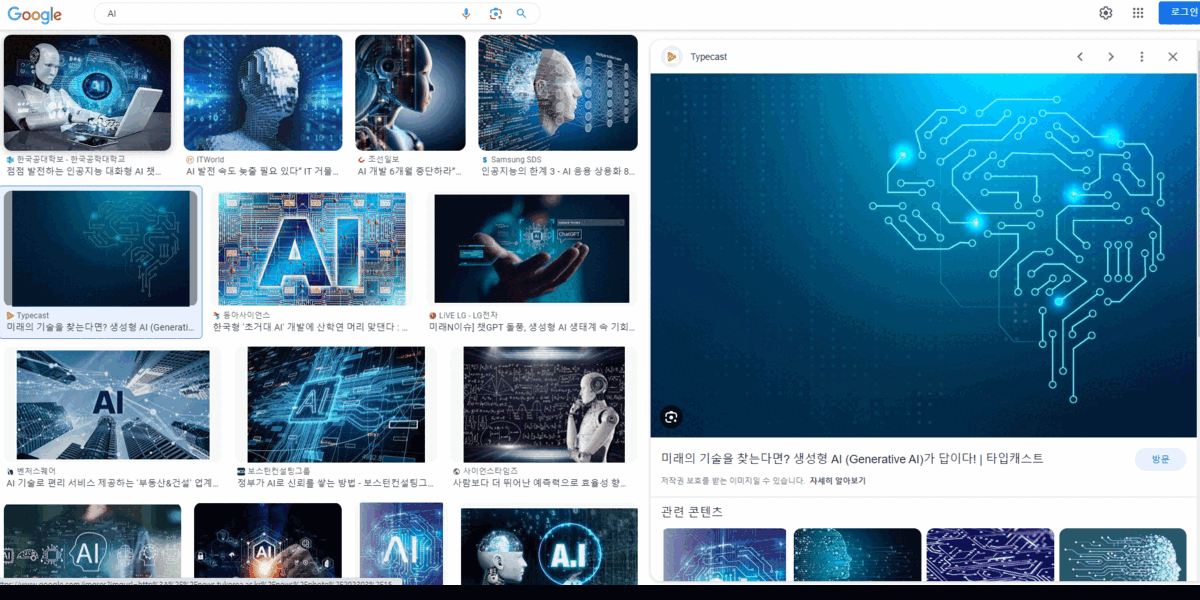 Google
AI
로그인
한국공대학보 - 한국공학대학교
점점 발전하는 인공지능 대화형 AI 챗...
ITWorld
AI 발전 속도 늦출 필요 있다" IT 거물...
조선일보
AI 개발 6개월 중단하라"...
Samsung SDS
인공지능의 한계 3 - AI 응용 상용화 8...
Typecast
미래의 기술을 찾는다면? 생성형 AI (Generati...
AI
동아사이언스
한국형 '초거대 AI' 개발에 산학연 머리 맞댄다 : ...
AI
ChatGPT
LiVE LG - LG전자
미래N이슈] 챗GPT 돌풍, 생성형 AI 생태계 속 기회...
AI
벤처스퀘어
AI 기술로 편리 서비스 제공하는 '부동산&건설' 업계...
AI
보스턴컨설팅그룹
정부가 AI로 신뢰를 쌓는 방법 - 보스턴컨설팅그...
사이언스타임즈
사람보다 더 뛰어난 예측력으로 효율성 향...
AI
AI
AI
A.I
Typecast
미래의 기술을 찾는다면? 생성형 AI (Generative AI)가 답이다! | 타입캐스트
방문
저작권 보호를 받는 이미지일 수 있습니다. 자세히 알아보기
관련 콘텐츠